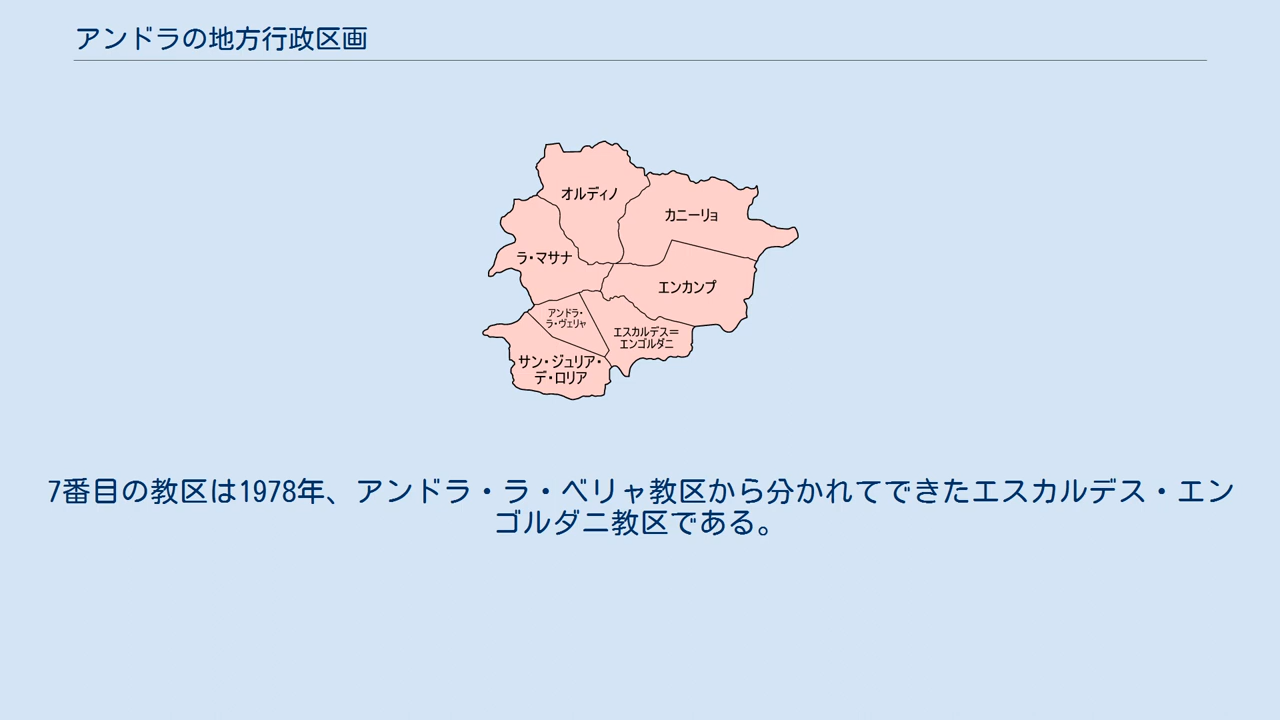 アンドラの地方行政区画
オルディノ
カニーリョ
ラ・マサナ
エンカンプ
アンドラ・
ラ・ヴェリャ
エスカルデス＝
エンゴルダニ
サン・ジュリア・
デ・ロリア
7番目の教区は1978年、アンドラ・ラ・ベリャ教区から分かれてできたエスカルデス・エン
ゴルダニ教区である。